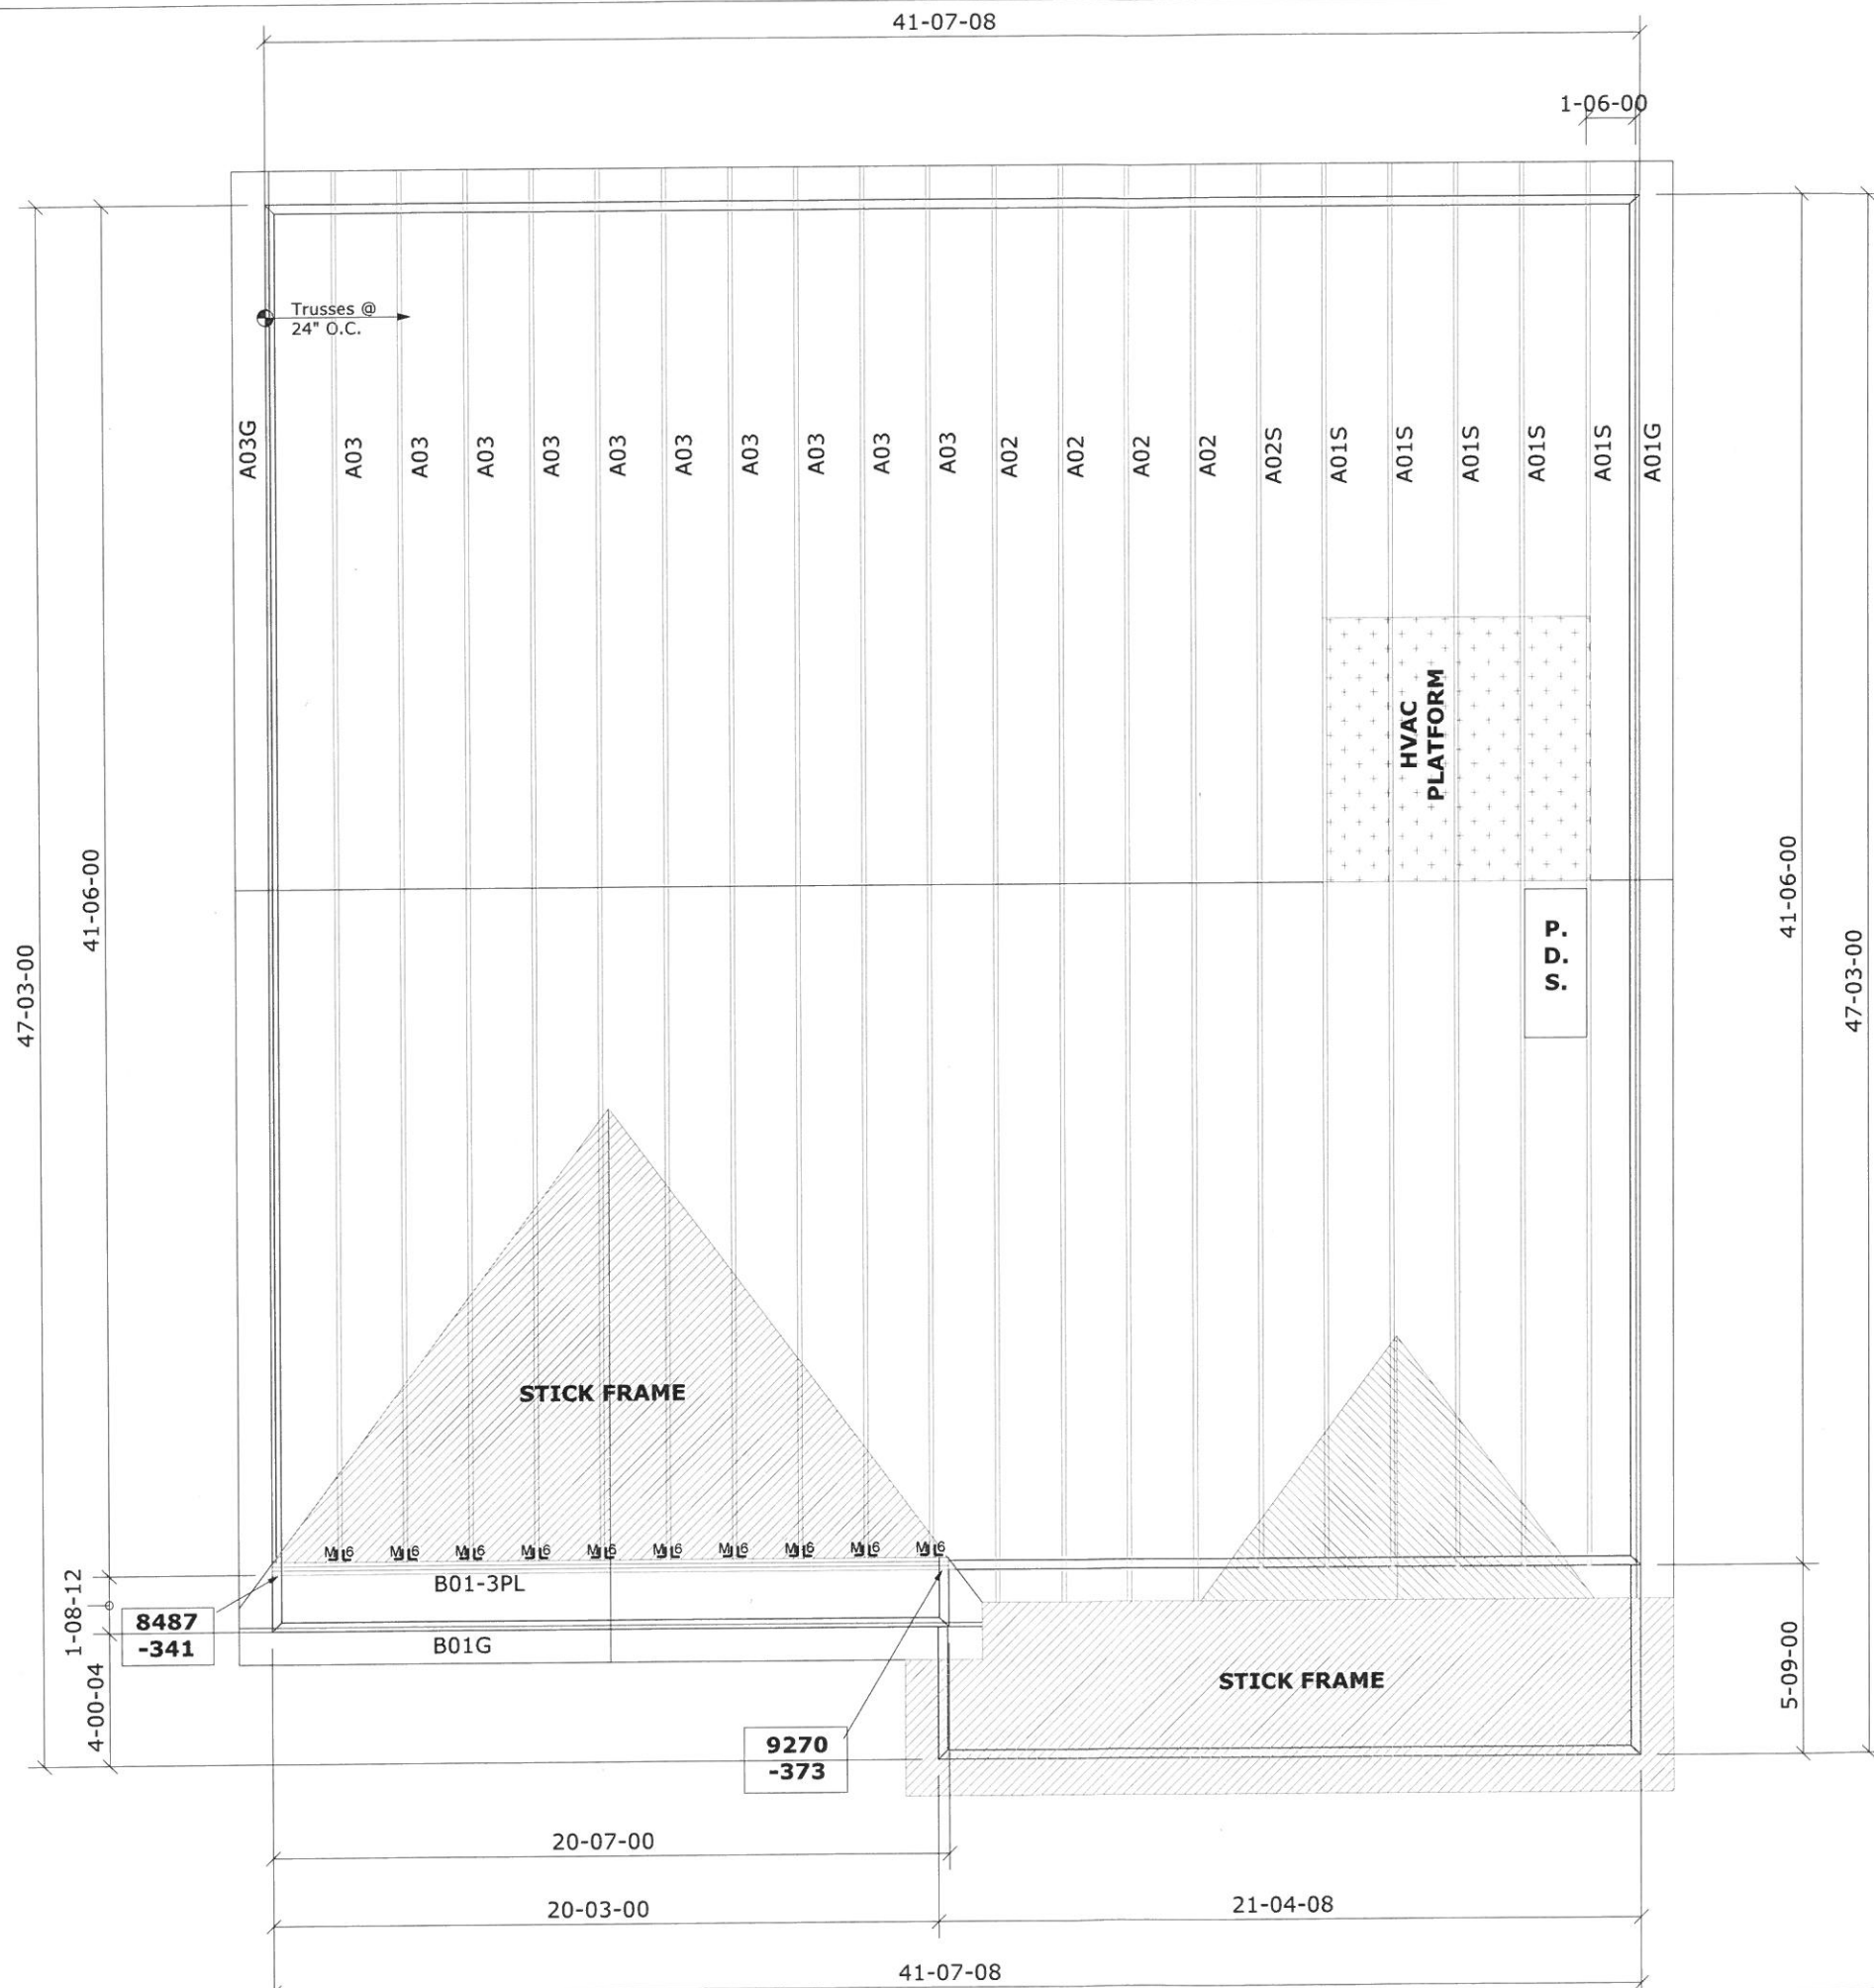 41-07-08
1-06-00
Trusses @
24" O.C.
A03G
A03
A03
A03
A03
A03
A03
A03
A03
A03
A03
A02
A02
A02
A02
A02S
A01S
A01S
A01S
A01S
A01S
A01G
HVAC
PLATFORM
47-03-00
41-06-00
41-06-00
47-03-00
P.
D.
S.
STICK FRAME
B01-3PL
B01G
1-08-12
4-00-04
8487
-341
9270
-373
STICK FRAME
5-09-00
20-07-00
20-03-00
21-04-08
41-07-08